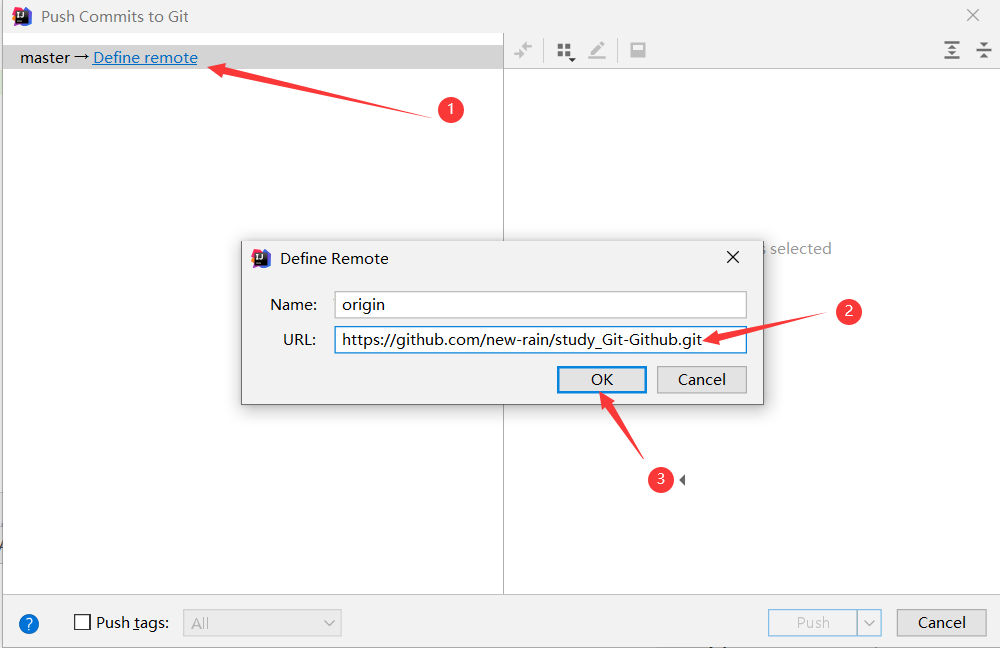 Push Commits to Git
master → Define remote
1
selected
Define Remote
Name: origin
2
URL: https://github.com/new-rain/study_Git-Github.git
OK Cancel
3
? Push tags: All Push Cancel